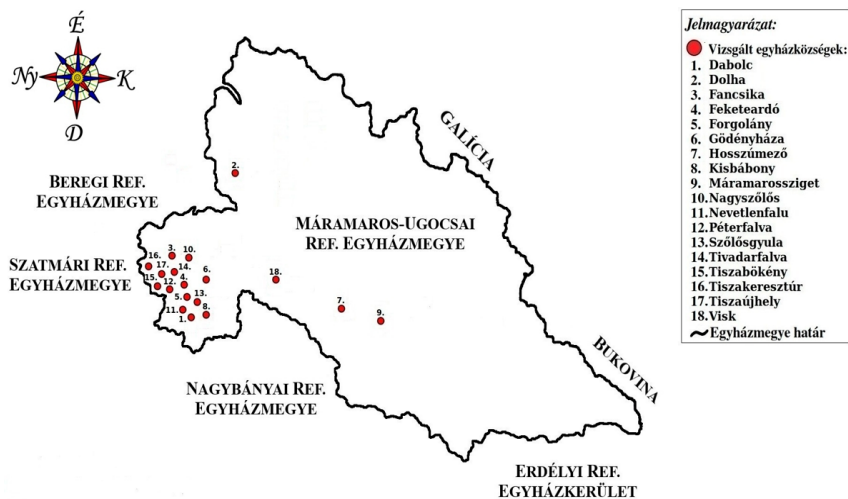 É
Ny
K
D
GALÍCIA
BEREGI REF.
EGYHÁZMEGYE
MÁRAMAROS-UGOCSAI
REF. EGYHÁZMEGYE
SZATMÁRI REF.
EGYHÁZMEGYE
NAGYBÁNYAI REF.
EGYHÁZMEGYE
BUKOVINA
ERDÉLYI REF.
EGYHÁZKERÜLET
2.
3.
10.
16.
17.
14.
15.
12.
4.
6.
18.
5.
13.
11.
1.
8.
7.
9.
Jelmagyarázat:
Vizsgált egyházközségek:
1. Dabolc
2. Dolha
3. Fancsika
4. Feketeardó
5. Forgolány
6. Gödényháza
7. Hosszúmező
8. Kisbábony
9. Máramarossziget
10. Nagyszőlős
11. Nevetlenfalu
12. Péterfalva
13. Szőlősgyula
14. Tivadarfalva
15. Tiszabökény
16. Tiszakeresztúr
17. Tiszaújhely
18. Visk
Egyházmegye határ